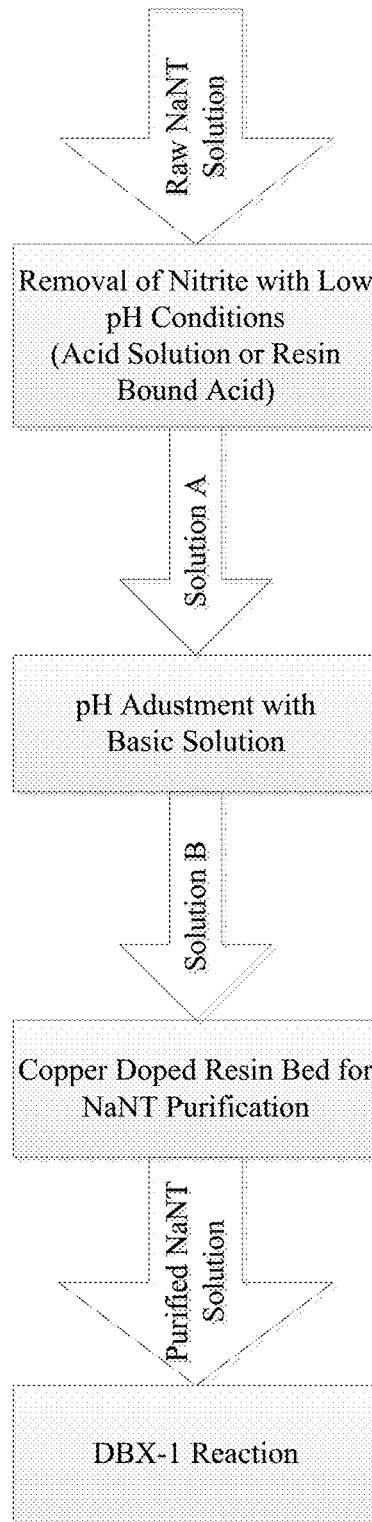 Raw NaNT
Solution
Removal of Nitrite with Low
pH Conditions
(Acid Solution or Resin
Bound Acid)
Solution A
pH Adustment with
Basic Solution
Solution B
Copper Doped Resin Bed for
NaNT Purification
Purified NaNT
Solution
DBX-1 Reaction